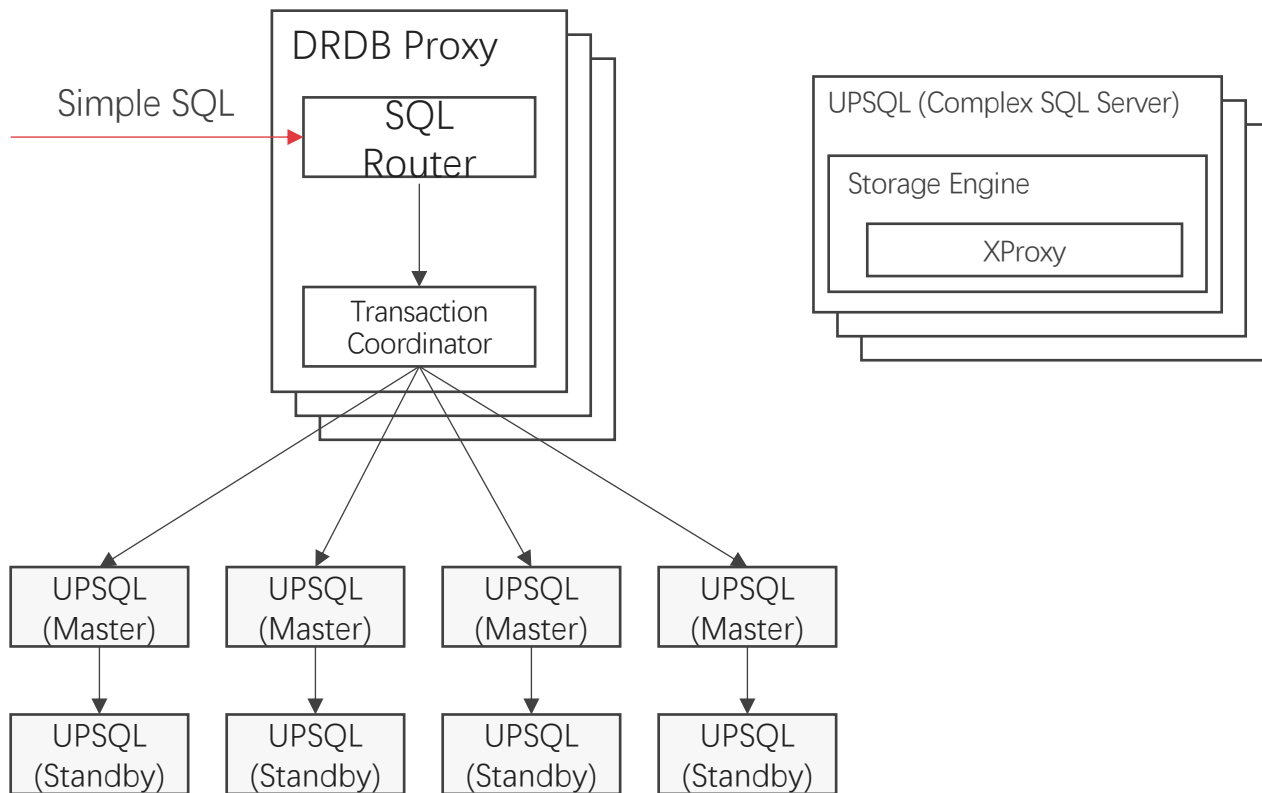 DRDB Proxy
Simple SQL
SQL
Router
Transaction
Coordinator
UPSQL (Complex SQL Server)
Storage Engine
XProxy
UPSQL
(Master)
UPSQL
(Master)
UPSQL
(Master)
UPSQL
(Master)
UPSQL
(Standby)
UPSQL
(Standby)
UPSQL
(Standby)
UPSQL
(Standby)